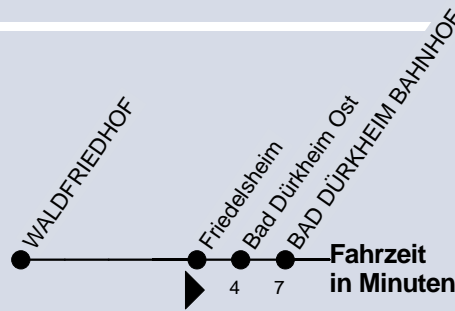 WALDFRIEDHOF
Friedelsheim
Bad Dürkheim Ost
BAD DÜRKHEIM BAHNHOF
Fahrzeit
in Minuten
4 7